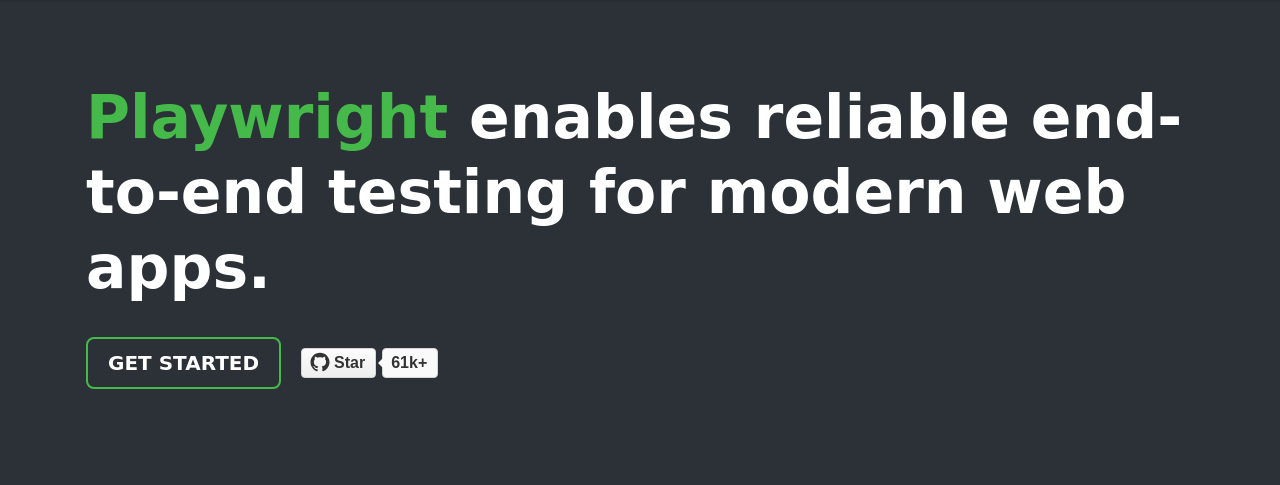 Playwright enables reliable end-
to-end testing for modern web
apps.
GET STARTED
Star 61k+